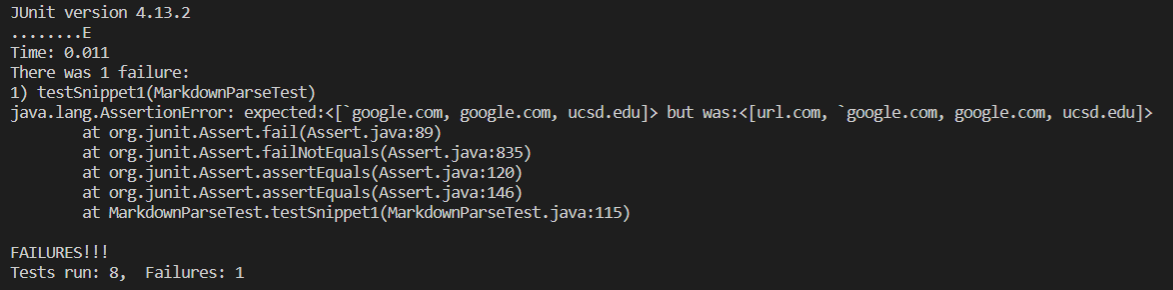 JUnit version 4.13.2
........E
Time: 0.011
There was 1 failure:
1) testSnippet1(MarkdownParseTest)
java.lang.AssertionError: expected:<[`google.com, google.com, ucsd.edu]> but was:<[url.com, `google.com, google.com, ucsd.edu]>
        at org.junit.Assert.fail(Assert.java:89)
        at org.junit.Assert.failNotEquals(Assert.java:835)
        at org.junit.Assert.assertEquals(Assert.java:120)
        at org.junit.Assert.assertEquals(Assert.java:146)
        at MarkdownParseTest.testSnippet1(MarkdownParseTest.java:115)

FAILURES!!!
Tests run: 8,  Failures: 1